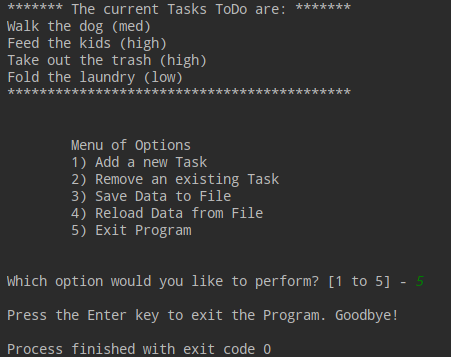 ******* The current Tasks ToDo are: *******
Walk the dog (med)
Feed the kids (high)
Take out the trash (high)
Fold the laundry (low)
*******************************************
Menu of Options
1) Add a new Task
2) Remove an existing Task
3) Save Data to File
4) Reload Data from File
5) Exit Program
Which option would you like to perform? [1 to 5] - 5
Press the Enter key to exit the Program. Goodbye!
Process finished with exit code 0